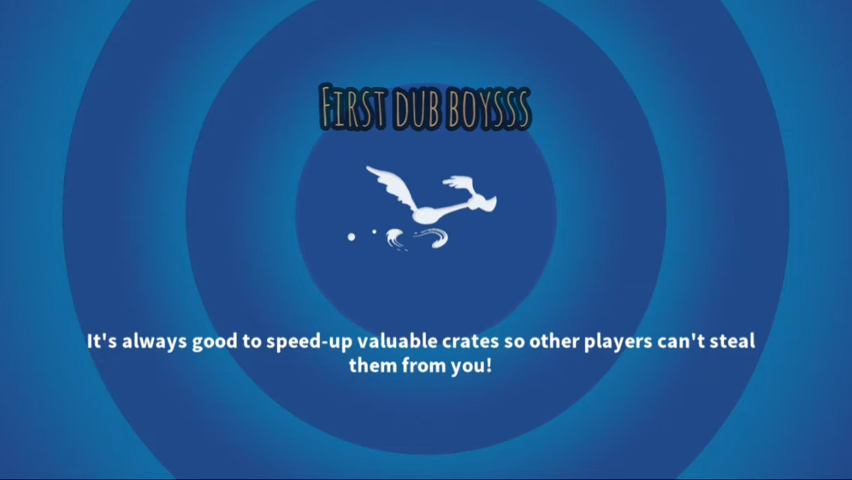 First dub boysss
It's always good to speed-up valuable crates so other players can't steal
them from you!